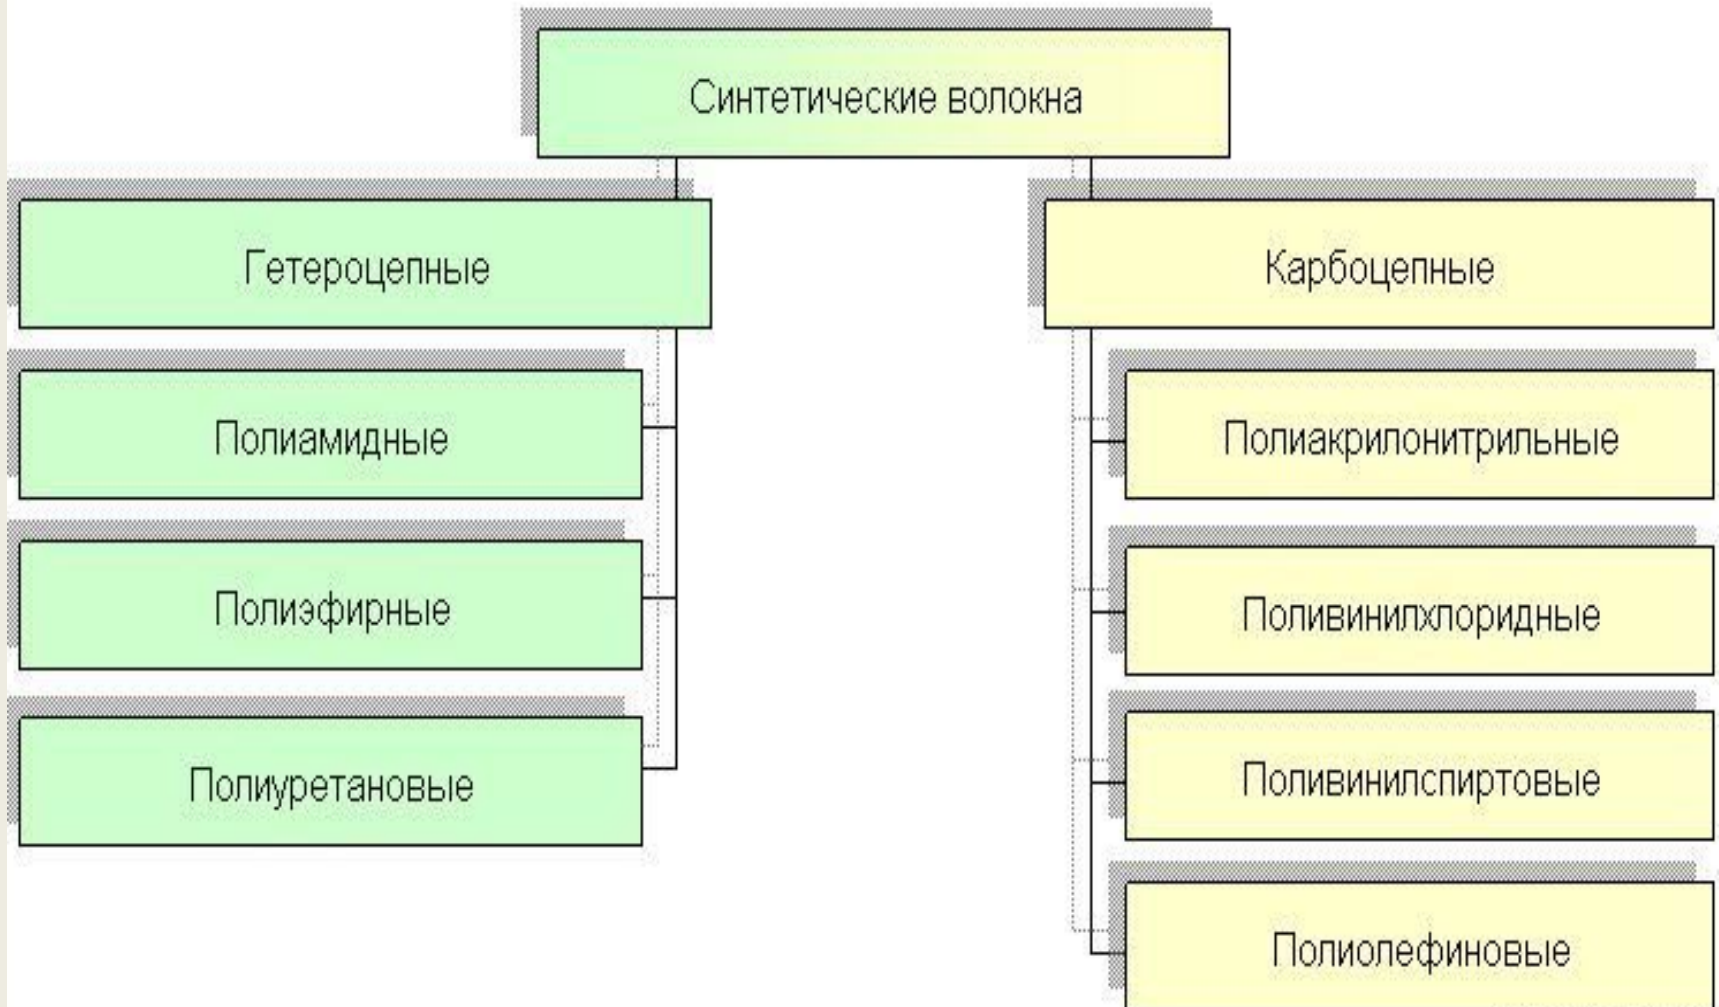 Синтетические волокна
Гетероцепные
Карбоцепные
Полиамидные
Полиакрилонитрильные
Полиэфирные
Поливинилхлоридные
Полиуретановые
Поливинилспиртовые
Полиолефиновые